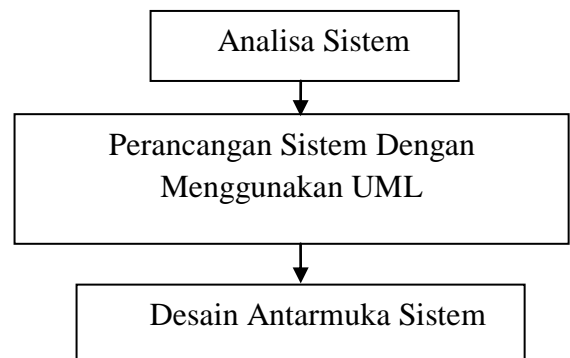 Analisa Sistem
Perancangan Sistem Dengan
Menggunakan UML
Desain Antarmuka Sistem